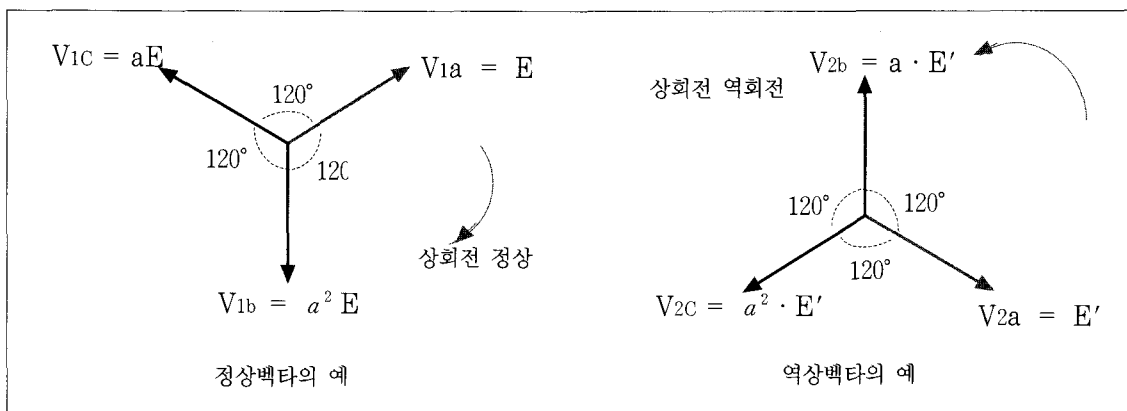 V1C = aE
V1a = E
120°
120°
120
상회전 정상
V1b = a² E
정상벡타의 예
V2b = a · E′
상회전 역회전
120°
120°
120°
V2C = a² · E′
V2a = E′
역상벡타의 예